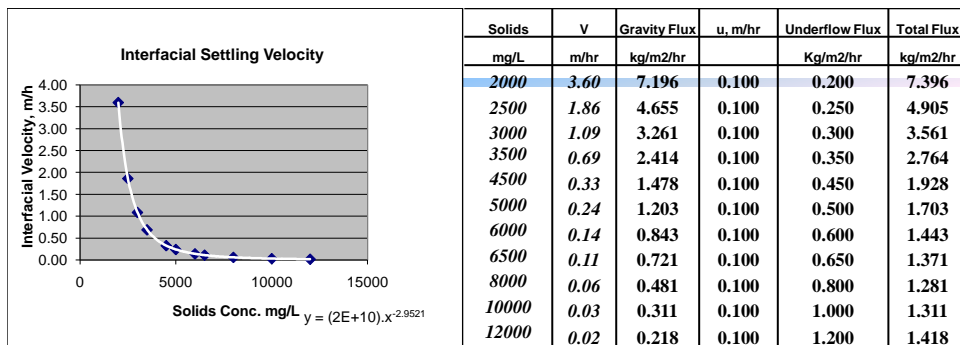 Interfacial Settling Velocity
Interfacial Velocity, m/h
4.00
3.50
3.00
2.50
2.00
1.50
1.00
0.50
0.00
0 5000 10000 15000
Solids Conc. mg/L y = (2E+10).x-2.9521
Solids V Gravity Flux u, m/hr Underflow Flux Total Flux
mg/L m/hr kg/m2/hr Kg/m2/hr kg/m2/hr
2000 3.60 7.196 0.100 0.200 7.396
2500 1.86 4.655 0.100 0.250 4.905
3000 1.09 3.261 0.100 0.300 3.561
3500 0.69 2.414 0.100 0.350 2.764
4500 0.33 1.478 0.100 0.450 1.928
5000 0.24 1.203 0.100 0.500 1.703
6000 0.14 0.843 0.100 0.600 1.443
6500 0.11 0.721 0.100 0.650 1.371
8000 0.06 0.481 0.100 0.800 1.281
10000 0.03 0.311 0.100 1.000 1.311
12000 0.02 0.218 0.100 1.200 1.418